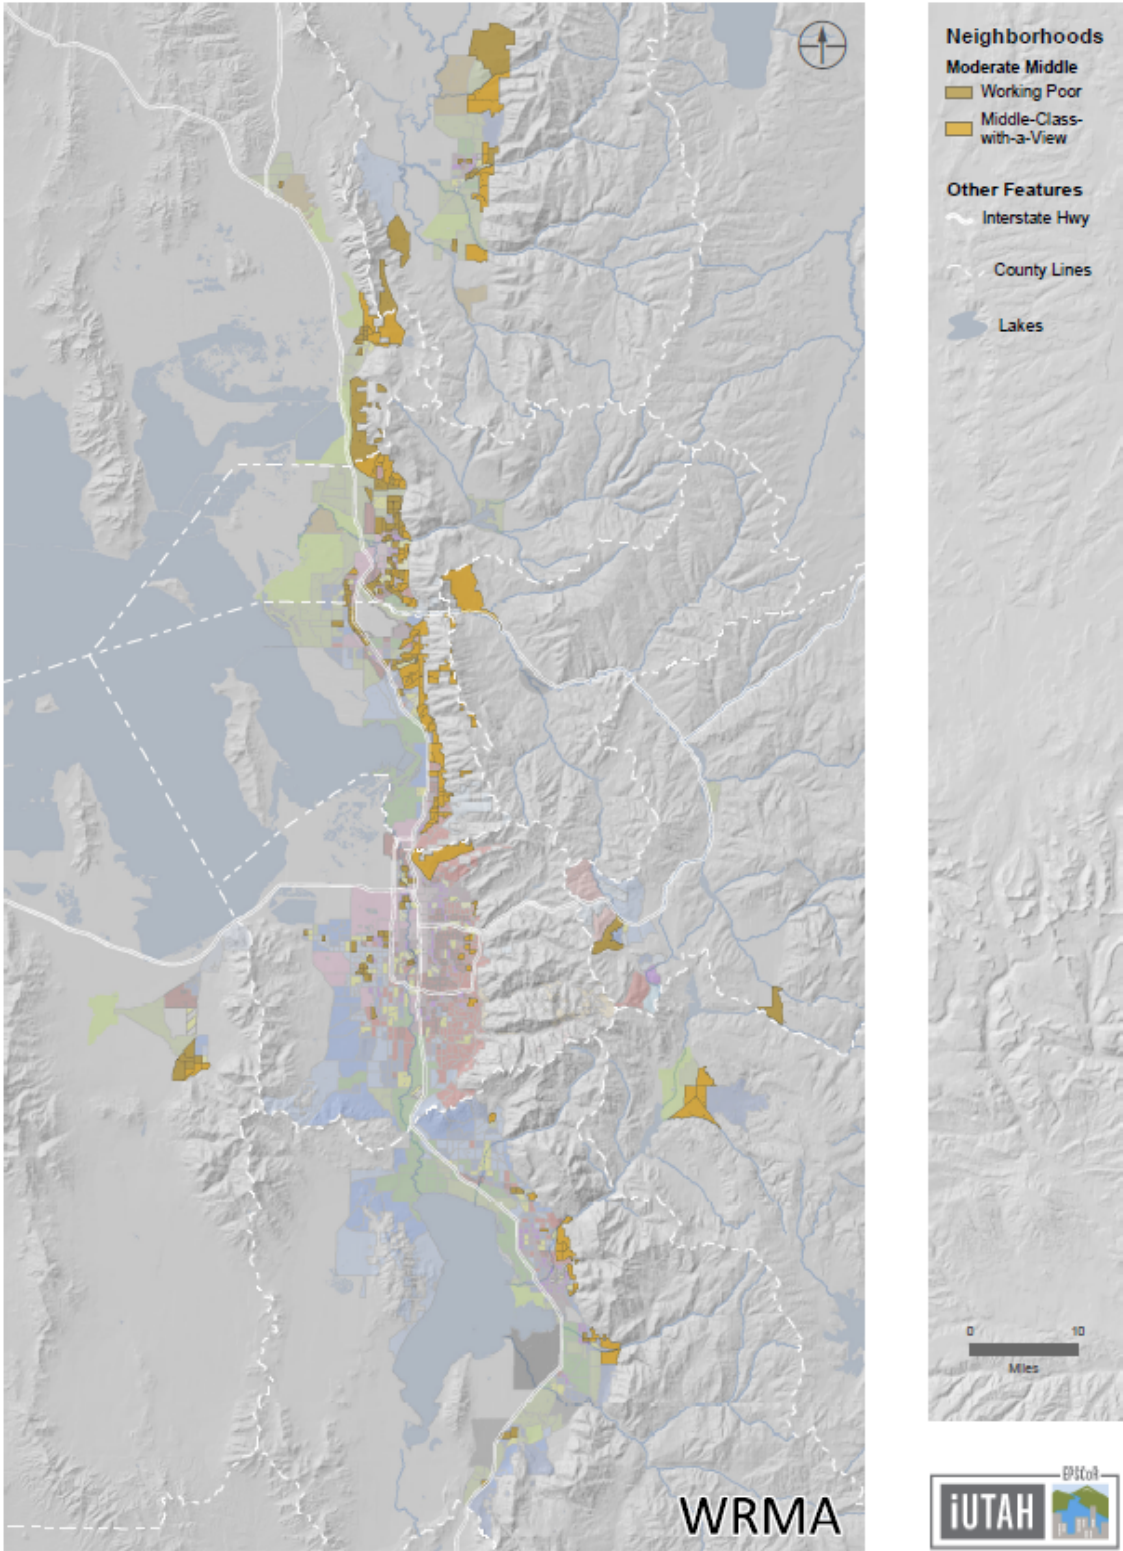 Neighborhoods
Moderate Middle
Working Poor
Middle-Class-
with-a-View
Other Features
Interstate Hwy
County Lines
Lakes
0 10
Miles
WRMA
EPSCoR
iUTAH